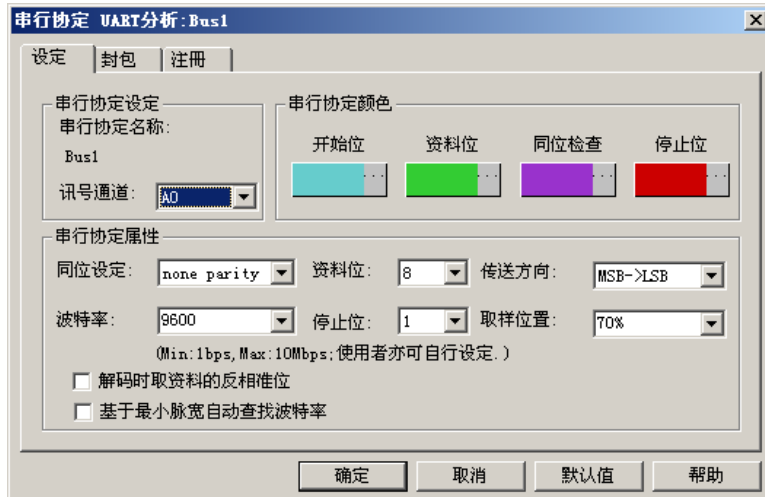 串行协定 UART分析:Bus1
设定 封包 注冊
串行协定设定
串行协定名称:
Bus1
讯号通道: A0
串行协定颜色
开始位 资料位 同位检查 停止位
... ... ... ...
串行协定属性
同位设定: none parity 资料位: 8 传送方向: MSB->LSB
波特率: 9600 停止位: 1 取样位置: 70%
(Min:1bps,Max:10Mbps;使用者亦可自行设定.)
解码时取资料的反相准位
基于最小脉宽自动查找波特率
确定 取消 默认值 帮助